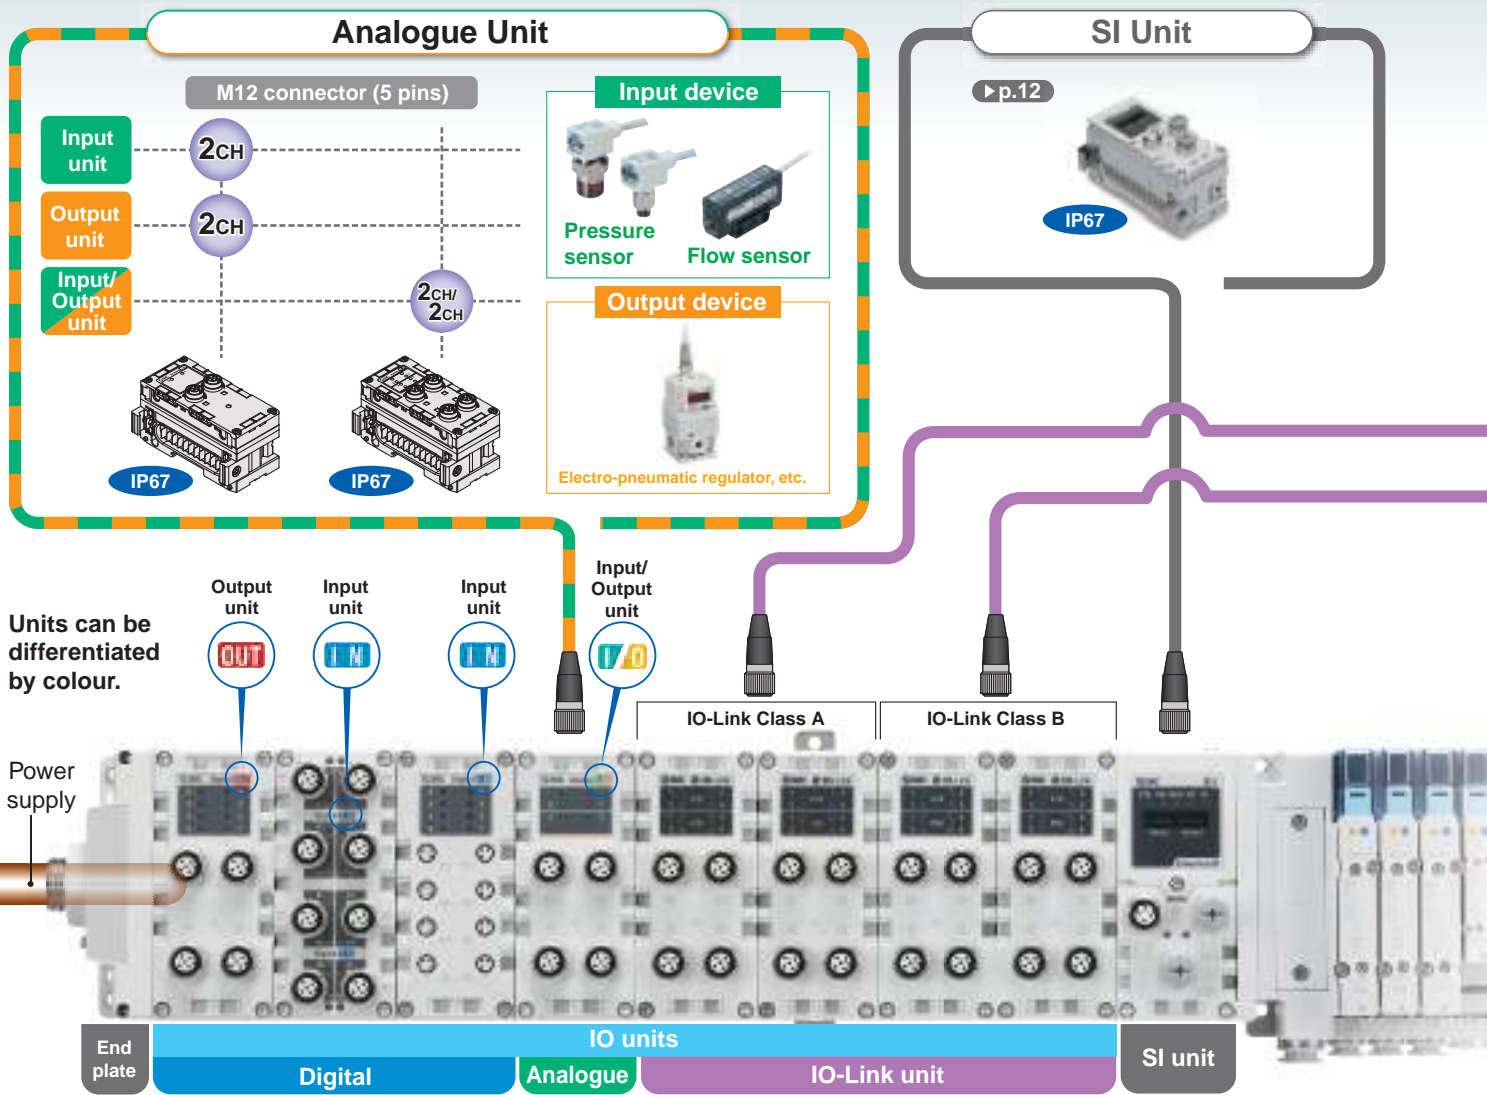 Analogue Unit
SI Unit
M12 connector (5 pins)
Input
unit
2CH
Output
unit
2CH
Input/
Output
unit
2CH/
2CH
IP67
IP67
Input device
Pressure
sensor
Flow sensor
Output device
Electro-pneumatic regulator, etc.
p.12
IP67
Units can be
differentiated
by colour.
Output
unit
OUT
Input
unit
IN
Input
unit
IN
Input/
Output
unit
I/O
IO-Link Class A
IO-Link Class B
Power
supply
End
plate
IO units
Digital
Analogue
IO-Link unit
SI unit